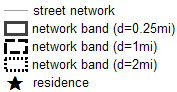 street network
network band (d=0.25mi)
network band (d=1mi)
network band (d=2mi)
residence